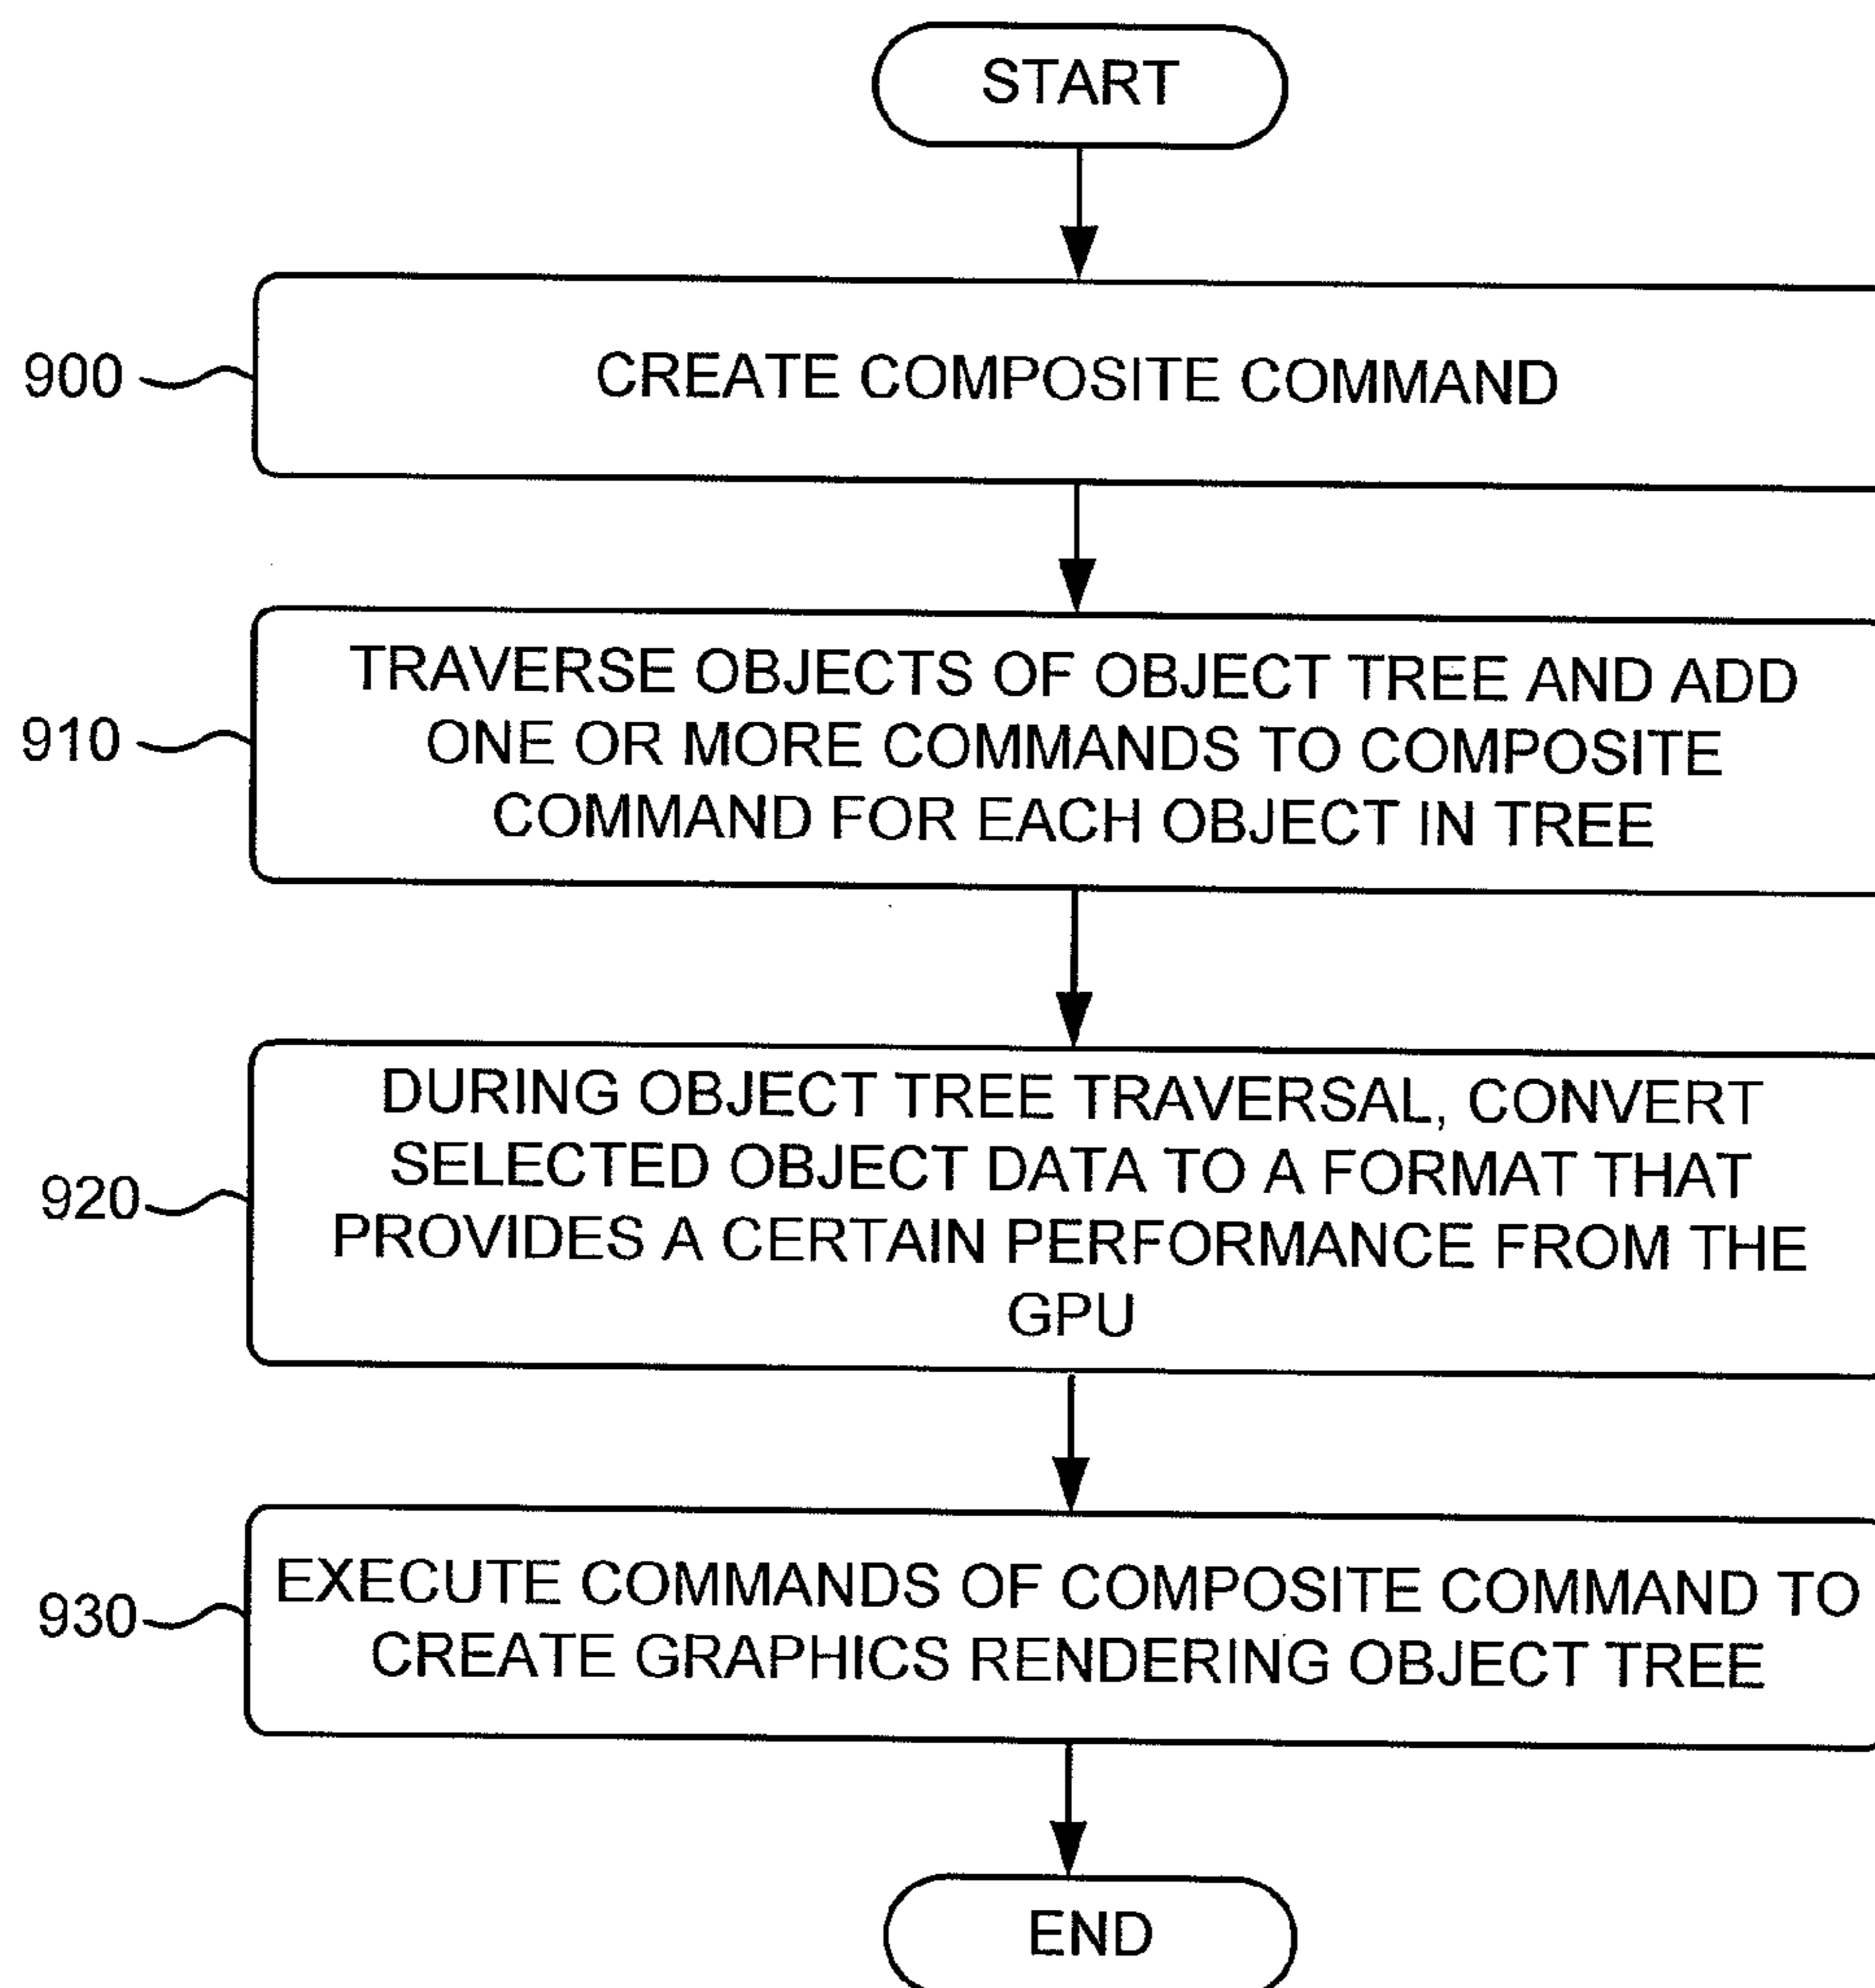 START
900
CREATE COMPOSITE COMMAND
910
TRAVERSE OBJECTS OF OBJECT TREE AND ADD
ONE OR MORE COMMANDS TO COMPOSITE
COMMAND FOR EACH OBJECT IN TREE
920
DURING OBJECT TREE TRAVERSAL, CONVERT
SELECTED OBJECT DATA TO A FORMAT THAT
PROVIDES A CERTAIN PERFORMANCE FROM THE
GPU
930
EXECUTE COMMANDS OF COMPOSITE COMMAND TO
CREATE GRAPHICS RENDERING OBJECT TREE
END